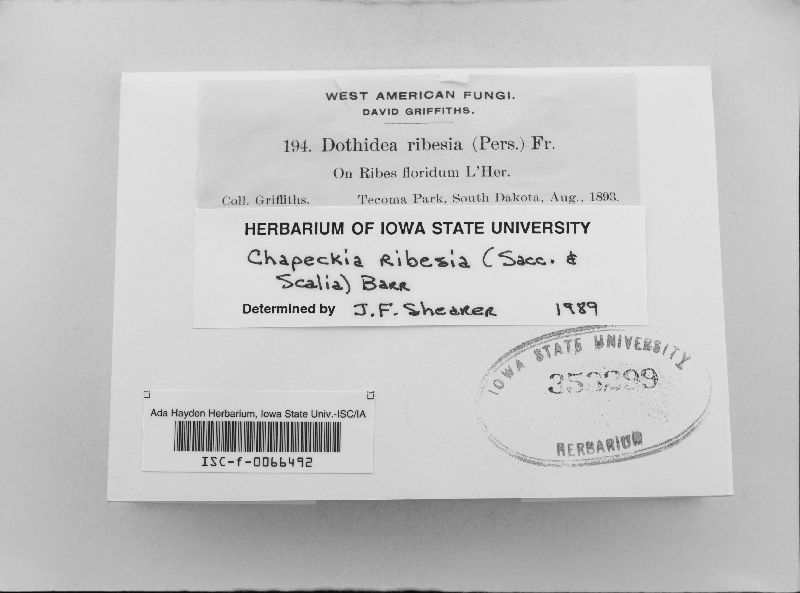 WEST AMERICAN FUNGI.
DAVID GRIFFITHS.
194. Dothidea ribesia (Pers.) Fr.
On Ribes floridum L'Her.
Coll. Griffiths. Tecoma Park, South Dakota, Aug., 1893.
HERBARIUM OF IOWA STATE UNIVERSITY
Chapeckia Ribesia (Sacc. &
Scalia) Barr
Determined by J.F. Shearer 1989
IOWA STATE UNIVERSITY
HERBARIUM
Ada Hayden Herbarium, Iowa State Univ.-ISC/IA
ISC-f-0066492